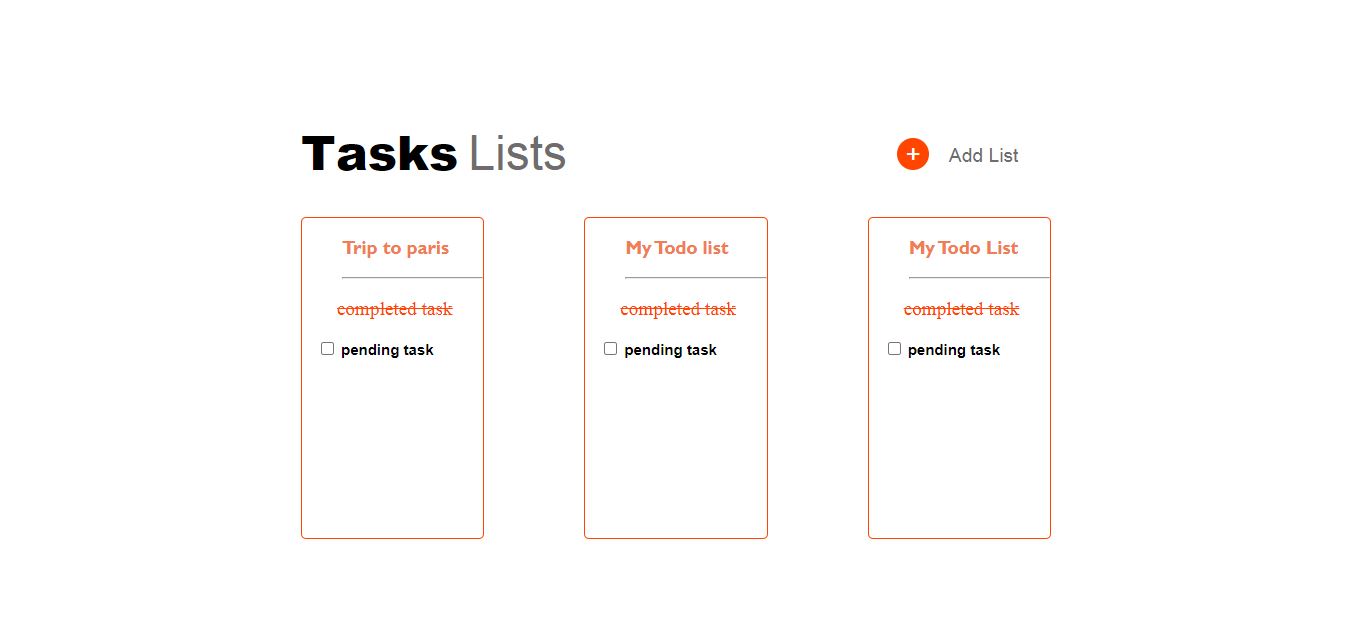 Tasks Lists
+ Add List
Trip to paris
completed task
pending task
My Todo list
completed task
pending task
My Todo List
completed task
pending task